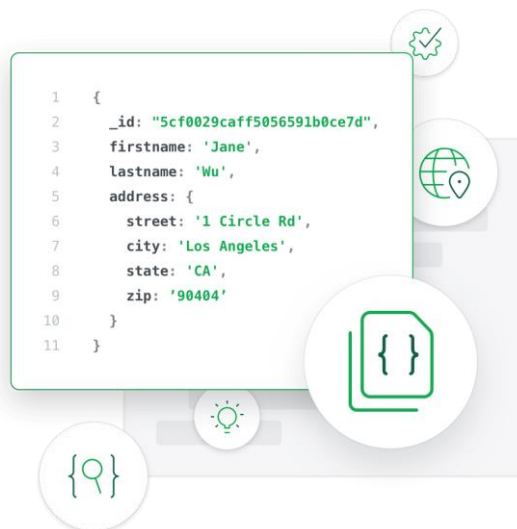 1 {
2 _id: "5cf0029caff5056591b0ce7d",
3 firstname: 'Jane',
4 lastname: 'Wu',
5 address: {
6 street: '1 Circle Rd',
7 city: 'Los Angeles',
8 state: 'CA',
9 zip: ’90404’
10 }
11 }
{ }
{ }